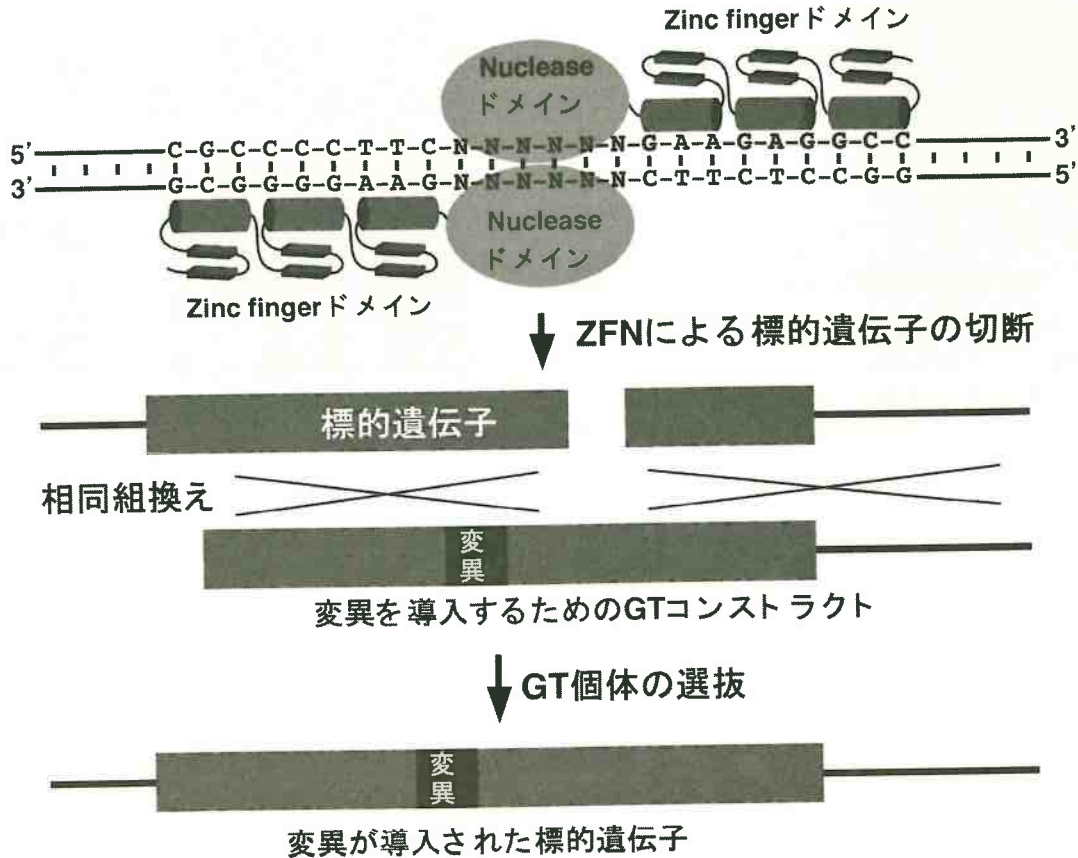 Zinc fingerドメイン
Nuclease
ドメイン
5’ C-G-C-C-C-C-T-T-C-N-N-N-N-N-N-G-A-A-G-A-G-G-C-C 3’
3’ G-C-G-G-G-G-A-A-G-N-N-N-N-N-N-C-T-T-C-T-C-C-G-G 5’
Nuclease
ドメイン
Zinc fingerドメイン
ZFNによる標的遺伝子の切断
標的遺伝子
相同組換え
変異
変異を導入するためのGTコンストラクト
GT個体の選抜
変異
変異が導入された標的遺伝子